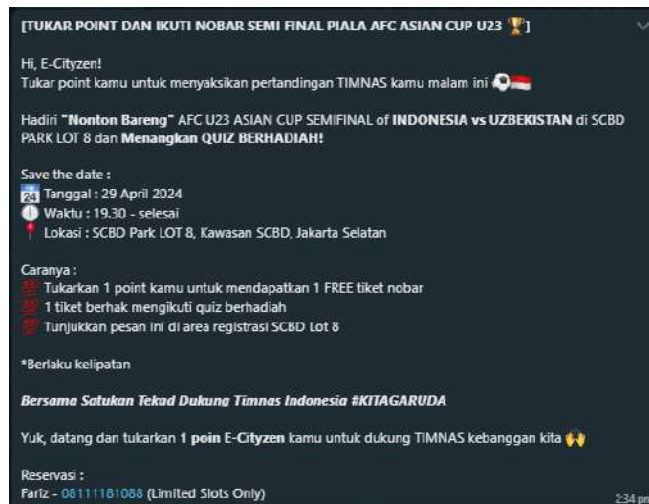 [TUKAR POINT DAN IKUTI NOBAR SEMI FINAL PIALA AFC ASIAN CUP U23 🏆]
Hi, E-Cityzen!
Tukar point kamu untuk menyaksikan pertandingan TIMNAS kamu malam ini ⚽🇮🇩
Hadiri "Nonton Bareng" AFC U23 ASIAN CUP SEMIFINAL of INDONESIA vs UZBEKISTAN di SCBD
PARK LOT 8 dan Menangkan QUIZ BERHADIAH!
Save the date :
📆 Tanggal : 29 April 2024
🕕 Waktu : 19.30 - selesai
📍 Lokasi : SCBD Park LOT 8, Kawasan SCBD, Jakarta Selatan
Caranya :
💯 Tukarkan 1 point kamu untuk mendapatkan 1 FREE tiket nobar
💯 1 tiket berhak mengikuti quiz berhadiah
💯 Tunjukkan pesan ini di area registrasi SCBD Lot 8
*Berlaku kelipatan
Bersama Satukan Tekad Dukung Timnas Indonesia #KITAGARUDA
Yuk, datang dan tukarkan 1 poin E-Cityzen kamu untuk dukung TIMNAS kebanggan kita 🙌
Reservasi :
Fariz - 08111181088 (Limited Slots Only)
2:34 pm